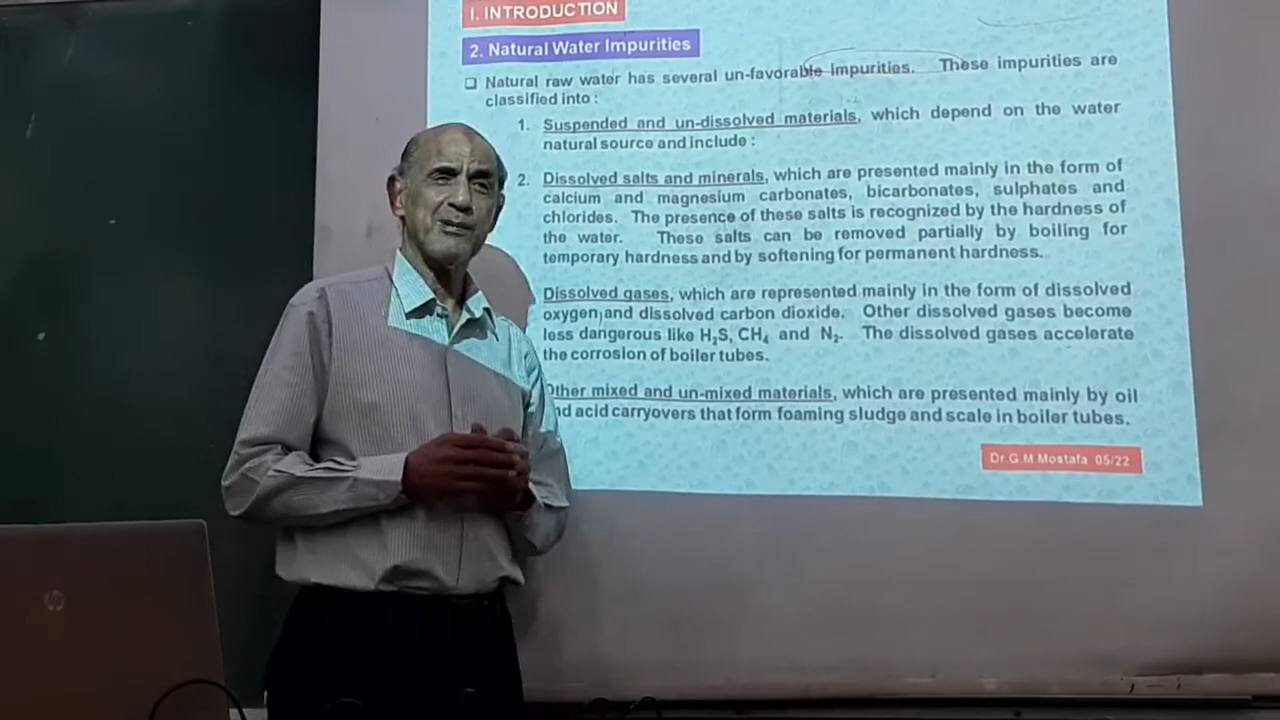 I. INTRODUCTION
2. Natural Water Impurities
❑ Natural raw water has several un-favorable impurities. These impurities are
classified into :
1. Suspended and un-dissolved materials, which depend on the water
natural source and include :
2. Dissolved salts and minerals, which are presented mainly in the form of
calcium and magnesium carbonates, bicarbonates, sulphates and
chlorides. The presence of these salts is recognized by the hardness of
the water. These salts can be removed partially by boiling for
temporary hardness and by softening for permanent hardness.
Dissolved gases, which are represented mainly in the form of dissolved
oxygen, and dissolved carbon dioxide. Other dissolved gases become
less dangerous like H₂S, CH₄ and N₂. The dissolved gases accelerate
the corrosion of boiler tubes.
Other mixed and un-mixed materials, which are presented mainly by oil
nd acid carryovers that form foaming sludge and scale in boiler tubes.
Dr.G.M.Mostafa 05/22
hp